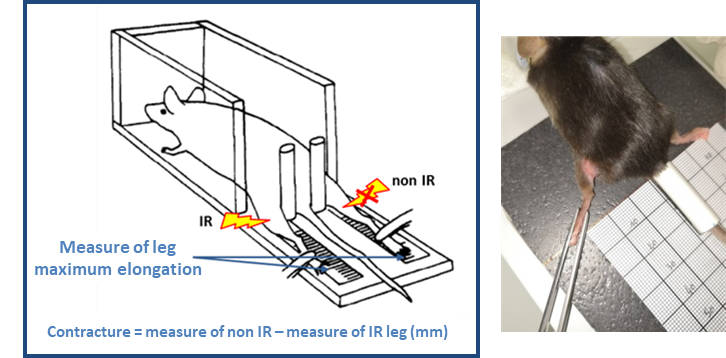 non IR
IR
Measure of leg
maximum elongation
Contracture = measure of non IR – measure of IR leg (mm)